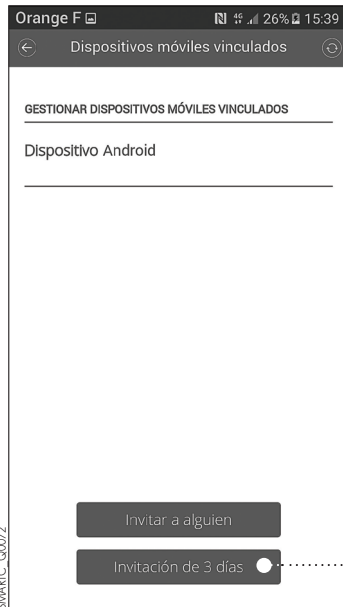 Orange F 4G 26% 15:39
Dispositivos móviles vinculados
GESTIONAR DISPOSITIVOS MÓVILES VINCULADOS
Dispositivo Android
Invitar a alguien
Invitación de 3 días